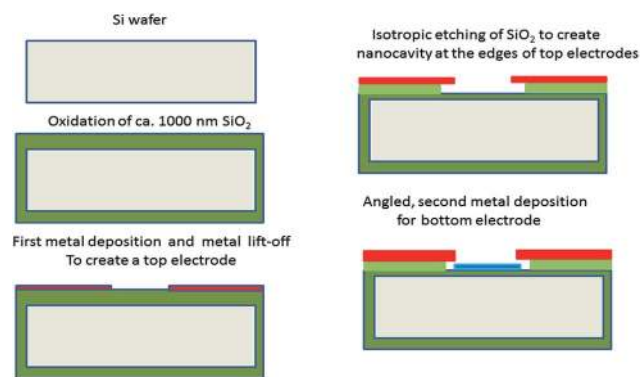 Si wafer
Oxidation of ca. 1000 nm SiO₂
First metal deposition and metal lift-off
To create a top electrode
Isotropic etching of SiO₂ to create
nanocavity at the edges of top electrodes
Angled, second metal deposition
for bottom electrode